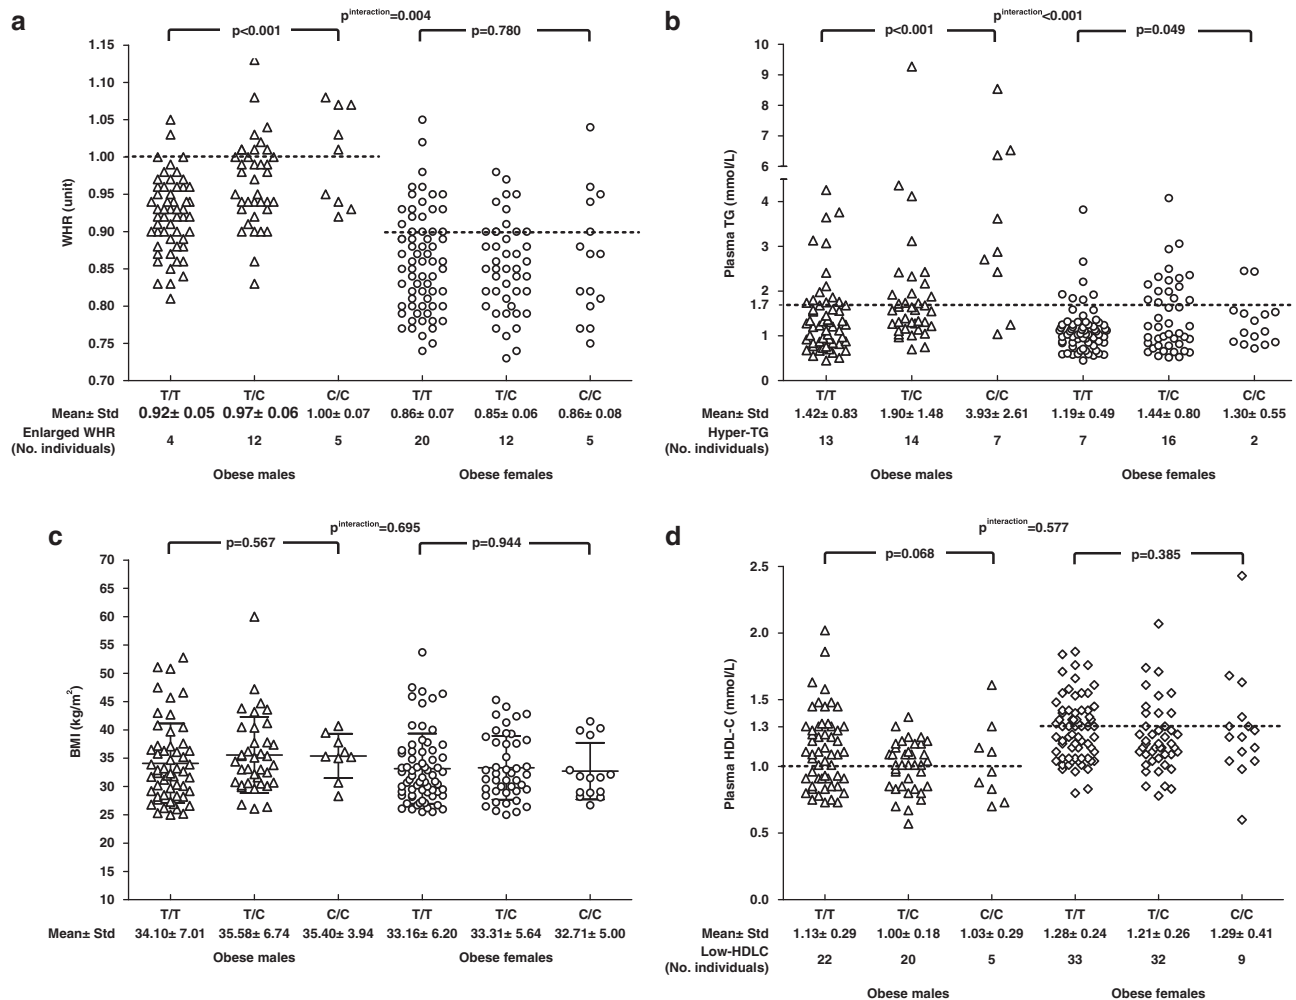 a
p^interaction=0.004
p<0.001
p=0.780
WHR (unit)
1.15
1.10
1.05
1.00
0.95
0.90
0.85
0.80
0.75
0.70
T/T T/C C/C T/T T/C C/C
Mean± Std 0.92± 0.05 0.97± 0.06 1.00± 0.07 0.86± 0.07 0.85± 0.06 0.86± 0.08
Enlarged WHR
(No. individuals) 4 12 5 20 12 5
Obese males Obese females
b
p^interaction<0.001
p<0.001
p=0.049
Plasma TG (mmol/L)
10
9
8
7
6
4
3
2
1.7
1
0
T/T T/C C/C T/T T/C C/C
Mean± Std 1.42± 0.83 1.90± 1.48 3.93± 2.61 1.19± 0.49 1.44± 0.80 1.30± 0.55
Hyper-TG
(No. individuals) 13 14 7 7 16 2
Obese males Obese females
c
p^interaction=0.695
p=0.567
p=0.944
BMI (kg/m²)
70
65
60
55
50
45
40
35
30
25
20
15
10
T/T T/C C/C T/T T/C C/C
Mean± Std 34.10± 7.01 35.58± 6.74 35.40± 3.94 33.16± 6.20 33.31± 5.64 32.71± 5.00
Obese males Obese females
d
p^interaction=0.577
p=0.068
p=0.385
Plasma HDL-C (mmol/L)
2.5
2.0
1.5
1.3
1.0
0.5
0.0
T/T T/C C/C T/T T/C C/C
Mean± Std 1.13± 0.29 1.00± 0.18 1.03± 0.29 1.28± 0.24 1.21± 0.26 1.29± 0.41
Low-HDLC
(No. individuals) 22 20 5 33 32 9
Obese males Obese females